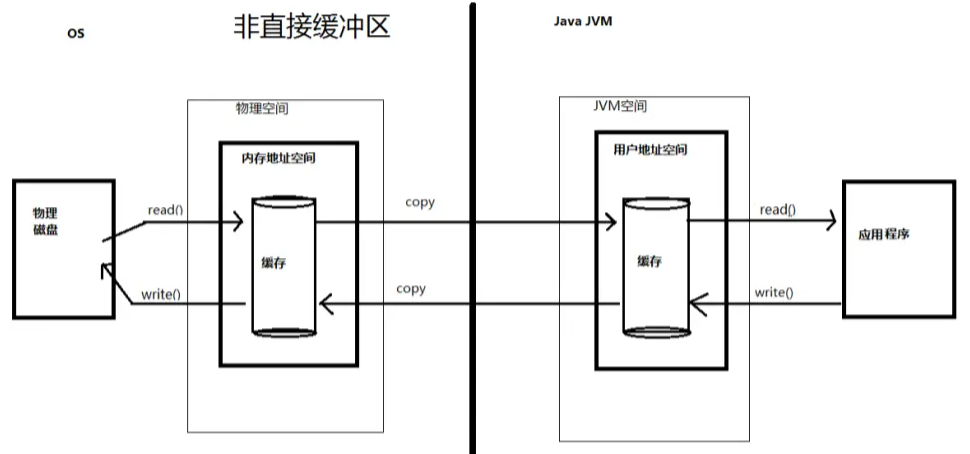 OS
非直接缓冲区
Java JVM
物理空间
JVM空间
内存地址空间
用户地址空间
物理
磁盘
read()
copy
read()
应用程序
缓存
缓存
write()
copy
write()